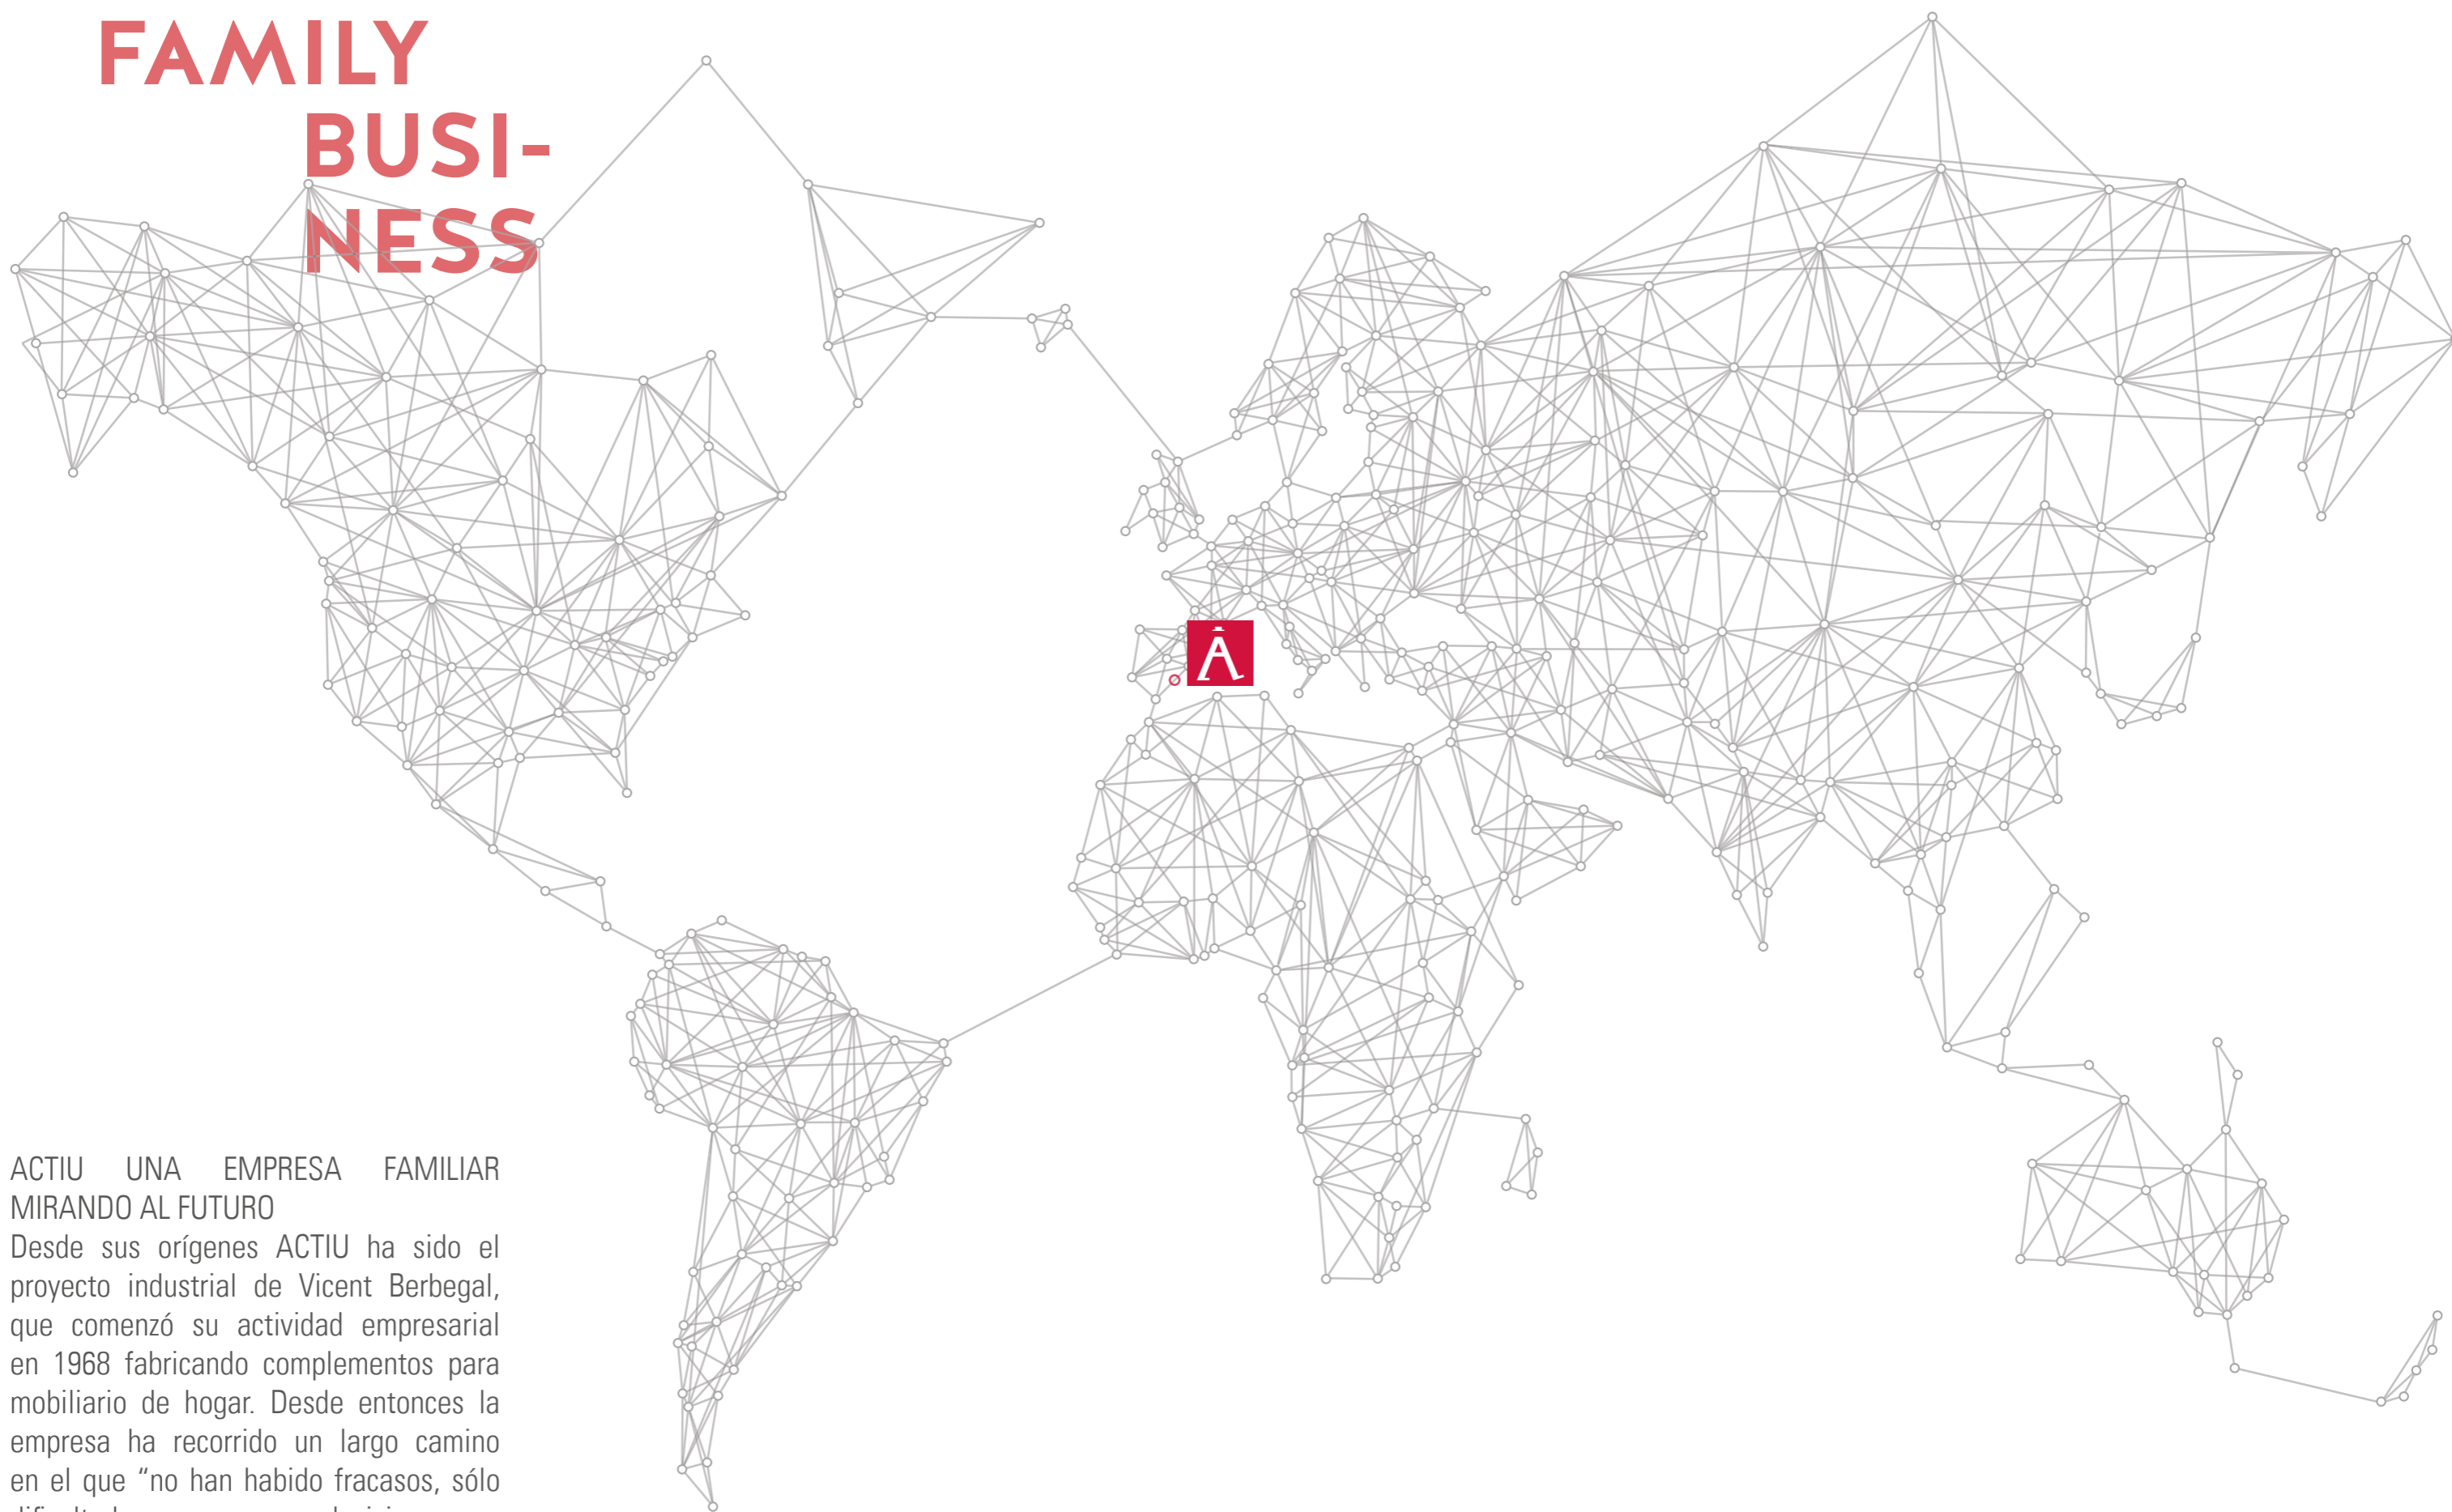 FAMILY
BUSI-
NESS
ACTIU UNA EMPRESA FAMILIAR
MIRANDO AL FUTURO
Desde sus orígenes ACTIU ha sido el
proyecto industrial de Vicent Berbegal,
que comenzó su actividad empresarial
en 1968 fabricando complementos para
mobiliario de hogar. Desde entonces la
empresa ha recorrido un largo camino
en el que “no han habido fracasos, sólo